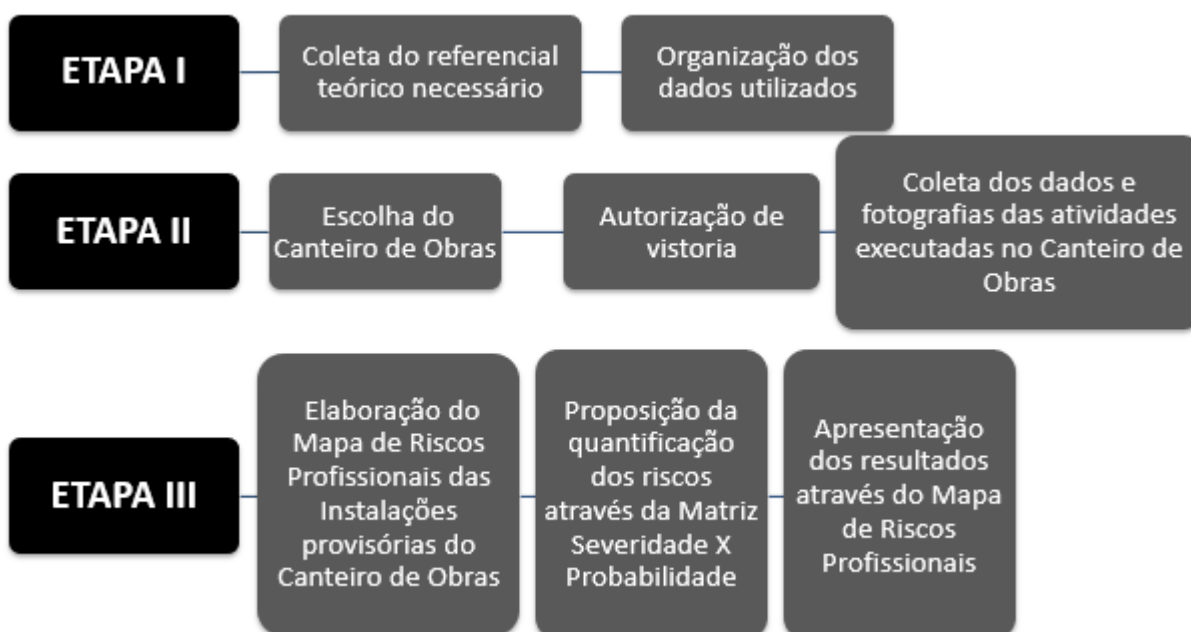 ETAPA I
Coleta do referencial
teórico necessário
Organização dos
dados utilizados
ETAPA II
Escolha do
Canteiro de Obras
Autorização de
vistoria
Coleta dos dados e
fotografias das atividades
executadas no Canteiro de
Obras
ETAPA III
Elaboração do
Mapa de Riscos
Profissionais das
Instalações
provisórias do
Canteiro de Obras
Proposição da
quantificação
dos riscos
através da Matriz
Severidade X
Probabilidade
Apresentação
dos resultados
através do Mapa
de Riscos
Profissionais